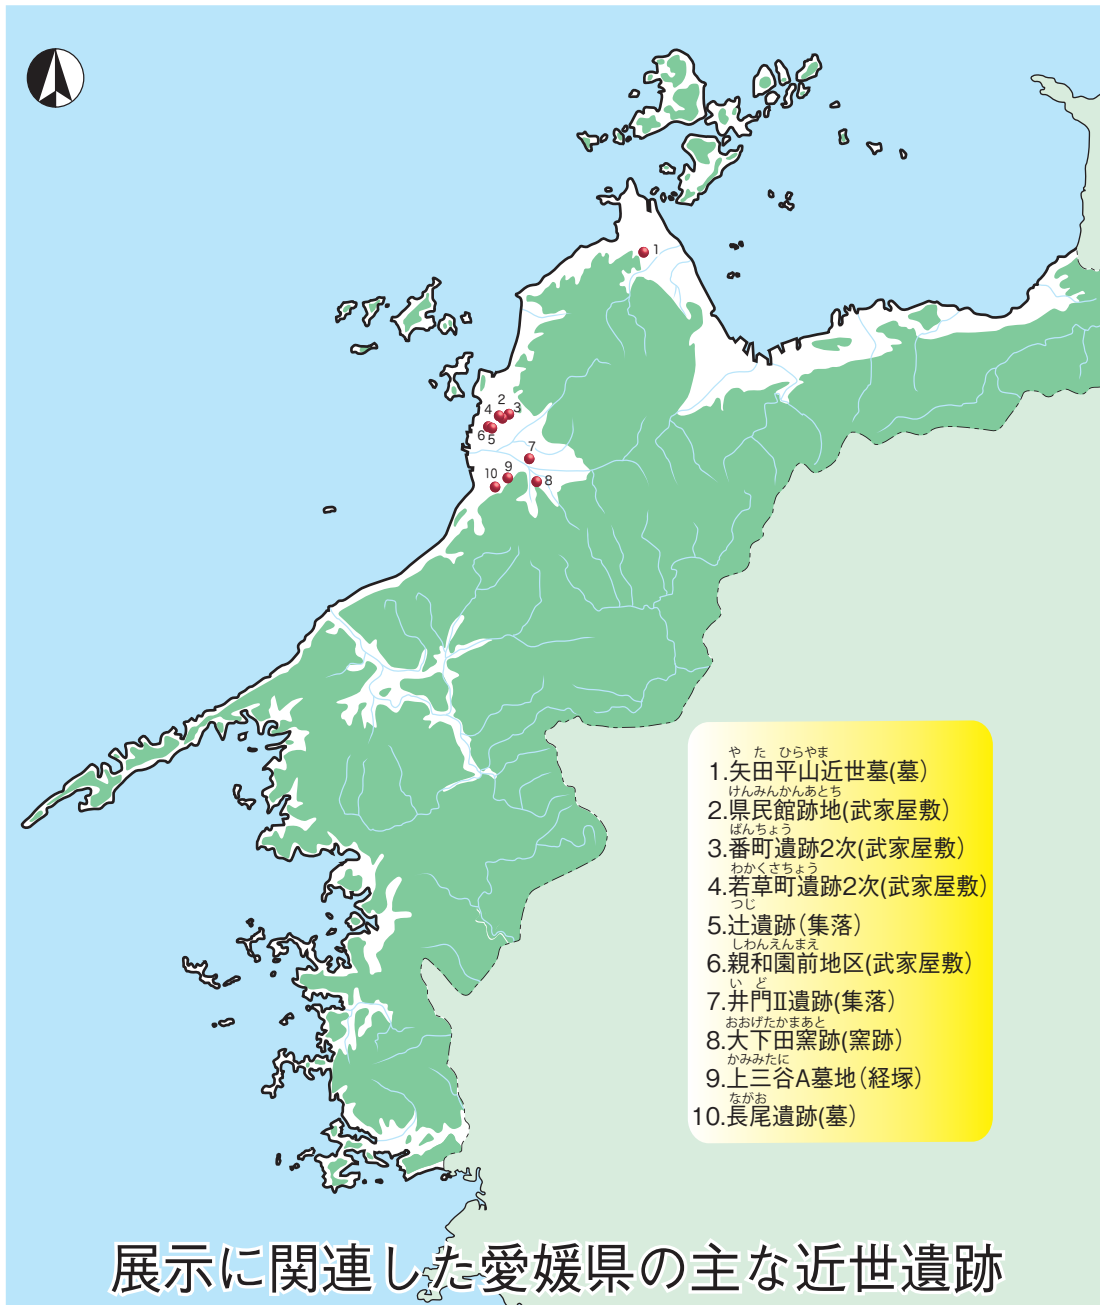 1
2
3
4
5
6
7
8
9
10
やたひらやま
1.矢田平山近世墓(墓)
けんみんかんあとち
2.県民館跡地(武家屋敷)
ばんちょう
3.番町遺跡2次(武家屋敷)
わかくさちょう
4.若草町遺跡2次(武家屋敷)
つじ
5.辻遺跡(集落)
しわんえんまえ
6.親和園前地区(武家屋敷)
いど
7.井門Ⅱ遺跡(集落)
おおげたかまあと
8.大下田窯跡(窯跡)
かみみたに
9.上三谷A墓地(経塚)
ながお
10.長尾遺跡(墓)
展示に関連した愛媛県の主な近世遺跡